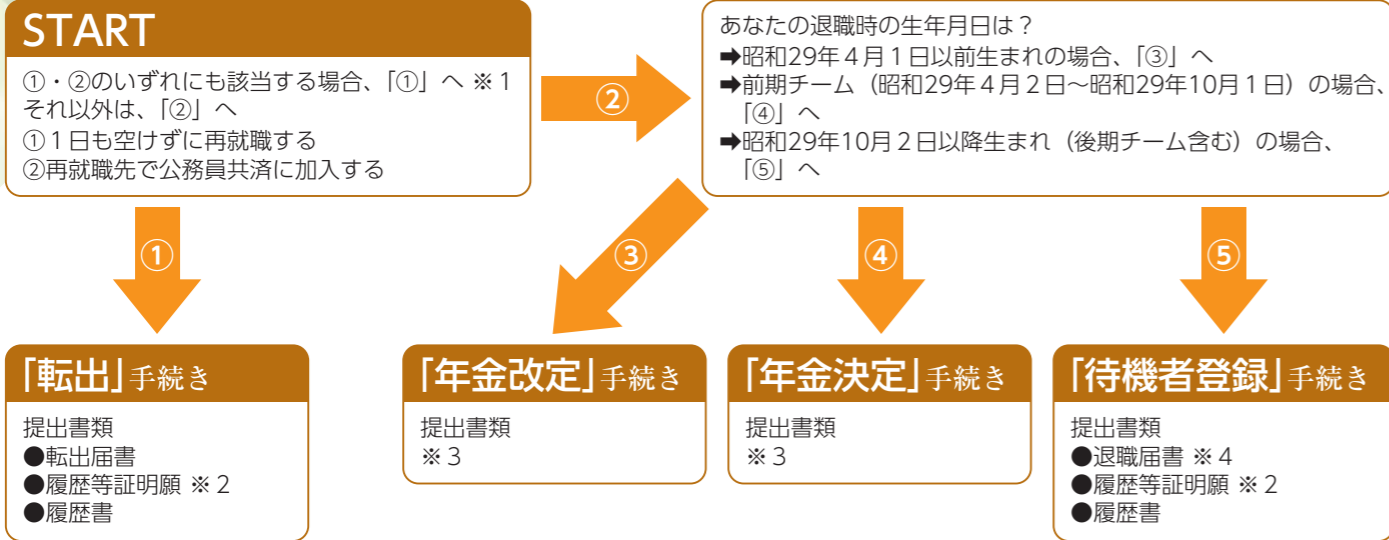 START
①・②のいずれにも該当する場合、「①」へ ※1
それ以外は、「②」へ
①1日も空けずに再就職する
②再就職先で公務員共済に加入する
②
あなたの退職時の生年月日は？
➡昭和29年４月１日以前生まれの場合、「③」へ
➡前期チーム（昭和29年４月２日～昭和29年10月１日）の場合、
「④」へ
➡昭和29年10月２日以降生まれ（後期チーム含む）の場合、
「⑤」へ
①
③
④
⑤
「転出」手続き
提出書類
●転出届書
●履歴等証明願 ※2
●履歴書
「年金改定」手続き
提出書類
※3
「年金決定」手続き
提出書類
※3
「待機者登録」手続き
提出書類
●退職届書 ※4
●履歴等証明願 ※2
●履歴書